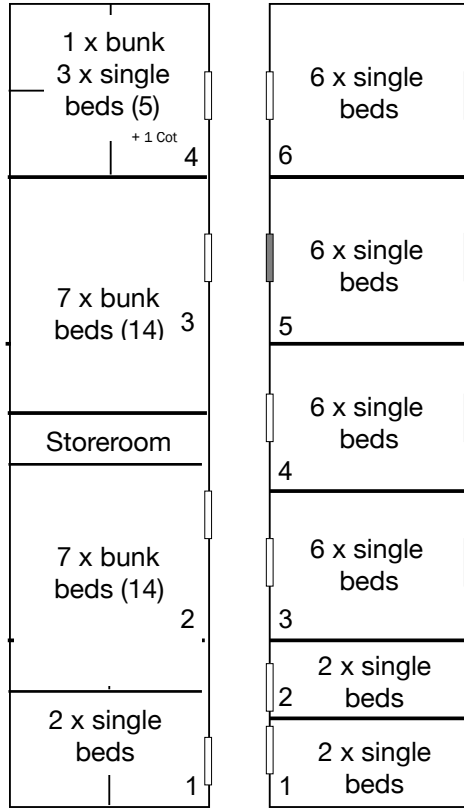 1 x bunk
3 x single
beds (5)
+ 1 Cot
4
7 x bunk
beds (14)
3
Storeroom
7 x bunk
beds (14)
2
2 x single
beds
1
6 x single
beds
6
6 x single
beds
5
6 x single
beds
4
6 x single
beds
3
2 x single
beds
2
2 x single
beds
1